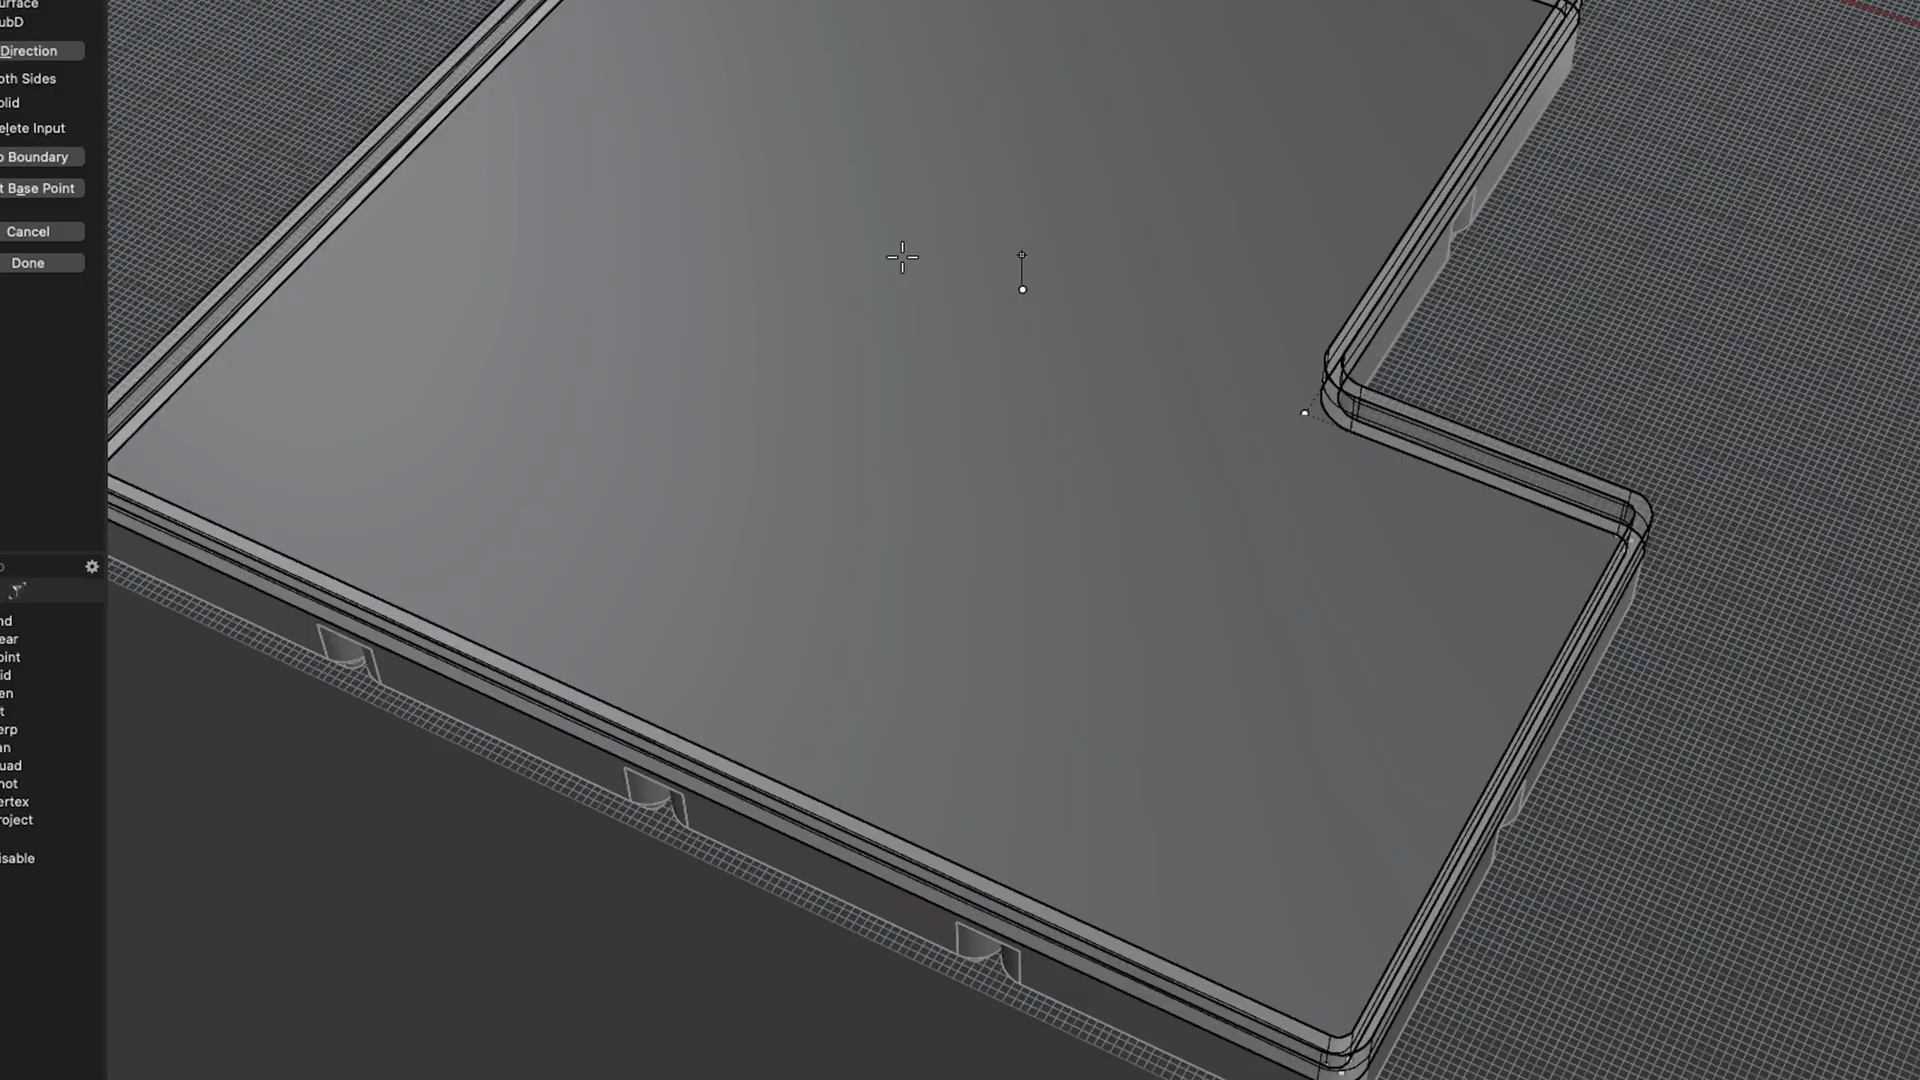 urface
ubD
Direction
oth Sides
olid
elete Input
o Boundary
t Base Point
Cancel
Done
nd
ear
oint
id
en
t
erp
an
uad
not
ertex
roject
isable